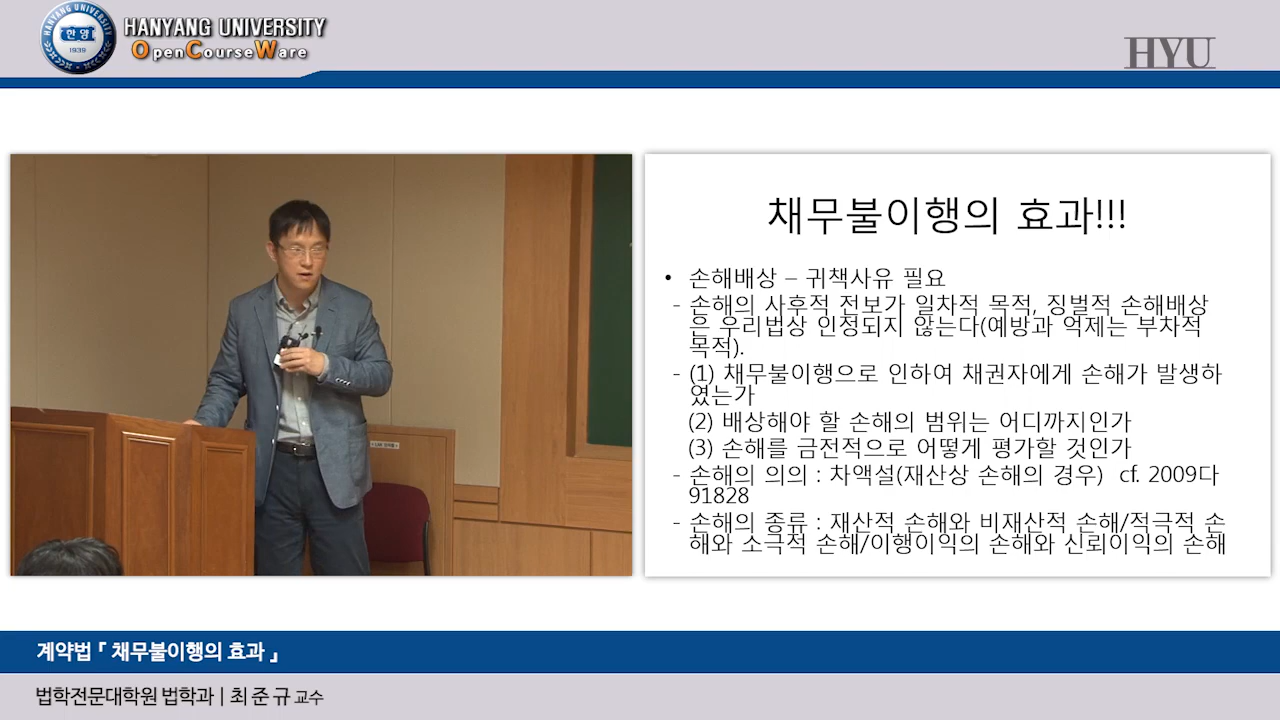 HANYANG UNIVERSITY
OpenCourseWare
HANYANG UNIVERSITY
한양
1939
HYU
채무불이행의 효과!!!
• 손해배상 – 귀책사유 필요
- 손해의 사후적 전보가 일차적 목적, 징벌적 손해배상
은 우리법상 인정되지 않는다(예방과 억제는 부차적
목적).
- (1) 채무불이행으로 인하여 채권자에게 손해가 발생하
였는가
(2) 배상해야 할 손해의 범위는 어디까지인가
(3) 손해를 금전적으로 어떻게 평가할 것인가
- 손해의 의의 : 차액설(재산상 손해의 경우) cf. 2009다
91828
- 손해의 종류 : 재산적 손해와 비재산적 손해/적극적 손
해와 소극적 손해/이행이익의 손해와 신뢰이익의 손해
계약법 「 채무불이행의 효과 」
법학전문대학원 법학과 | 최 준 규 교수